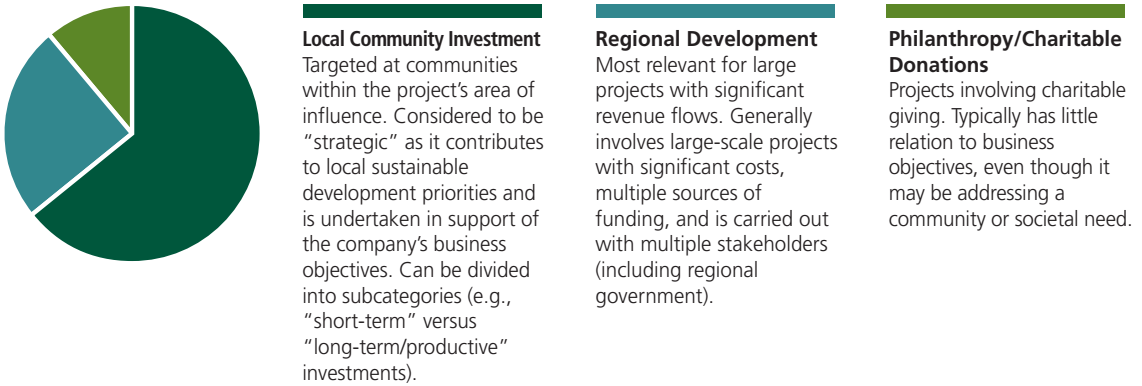 Local Community Investment
Targeted at communities
within the project’s area of
influence. Considered to be
“strategic” as it contributes
to local sustainable
development priorities and
is undertaken in support of
the company’s business
objectives. Can be divided
into subcategories (e.g.,
“short-term” versus
“long-term/productive”
investments).
Regional Development
Most relevant for large
projects with significant
revenue flows. Generally
involves large-scale projects
with significant costs,
multiple sources of
funding, and is carried out
with multiple stakeholders
(including regional
government).
Philanthropy/Charitable
Donations
Projects involving charitable
giving. Typically has little
relation to business
objectives, even though it
may be addressing a
community or societal need.